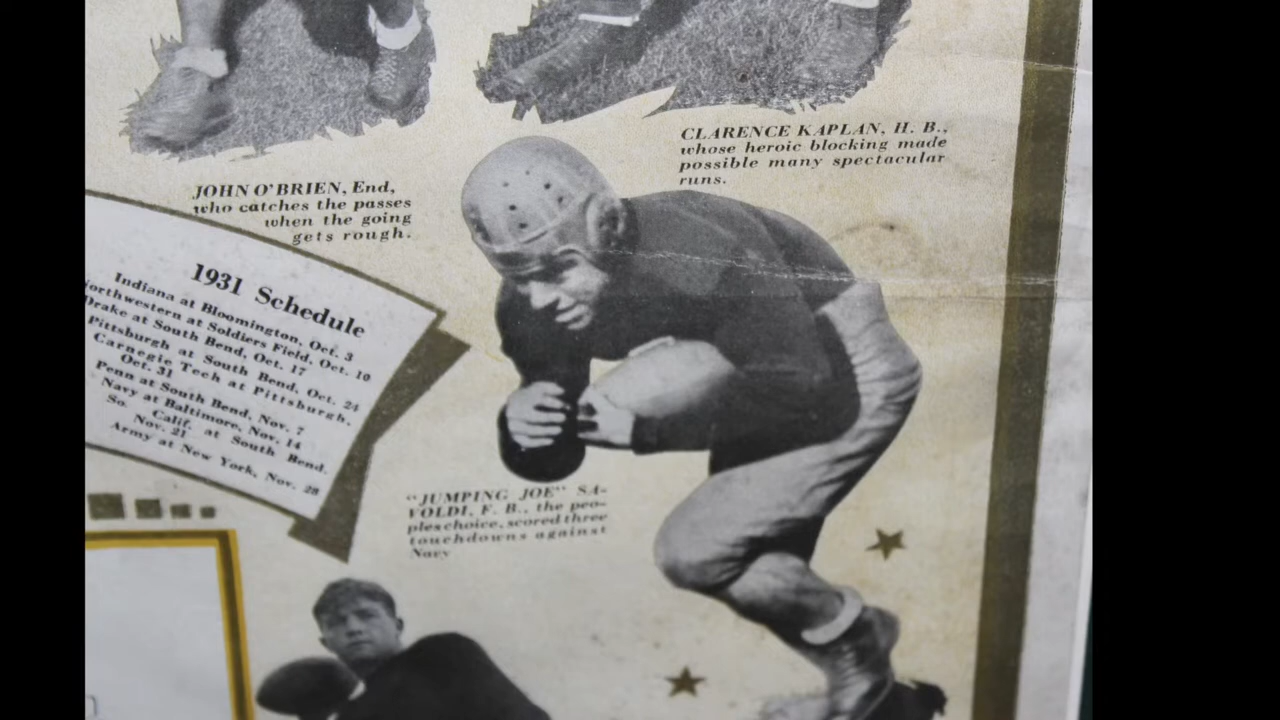 CLARENCE KAPLAN, H. B.,
whose heroic blocking made
possible many spectacular
runs.
JOHN O'BRIEN, End,
who catches the passes
when the going
gets rough.
1931 Schedule
Indiana at Bloomington, Oct. 3
orthwestern at Soldiers Field, Oct. 10
Drake at South Bend, Oct. 17
Pittsburgh at South Bend, Oct. 24
Carnegie Tech at Pittsburgh.
Oct. 31
Penn at South Bend, Nov. 7
Navy at Baltimore, Nov. 14
So. Calif. at South Bend.
Nov. 21
Army at New York, Nov. 28
"JUMPING JOE" SA-
VOLDI, F. B., the peo-
ples choice, scored three
touchdowns against
Navy